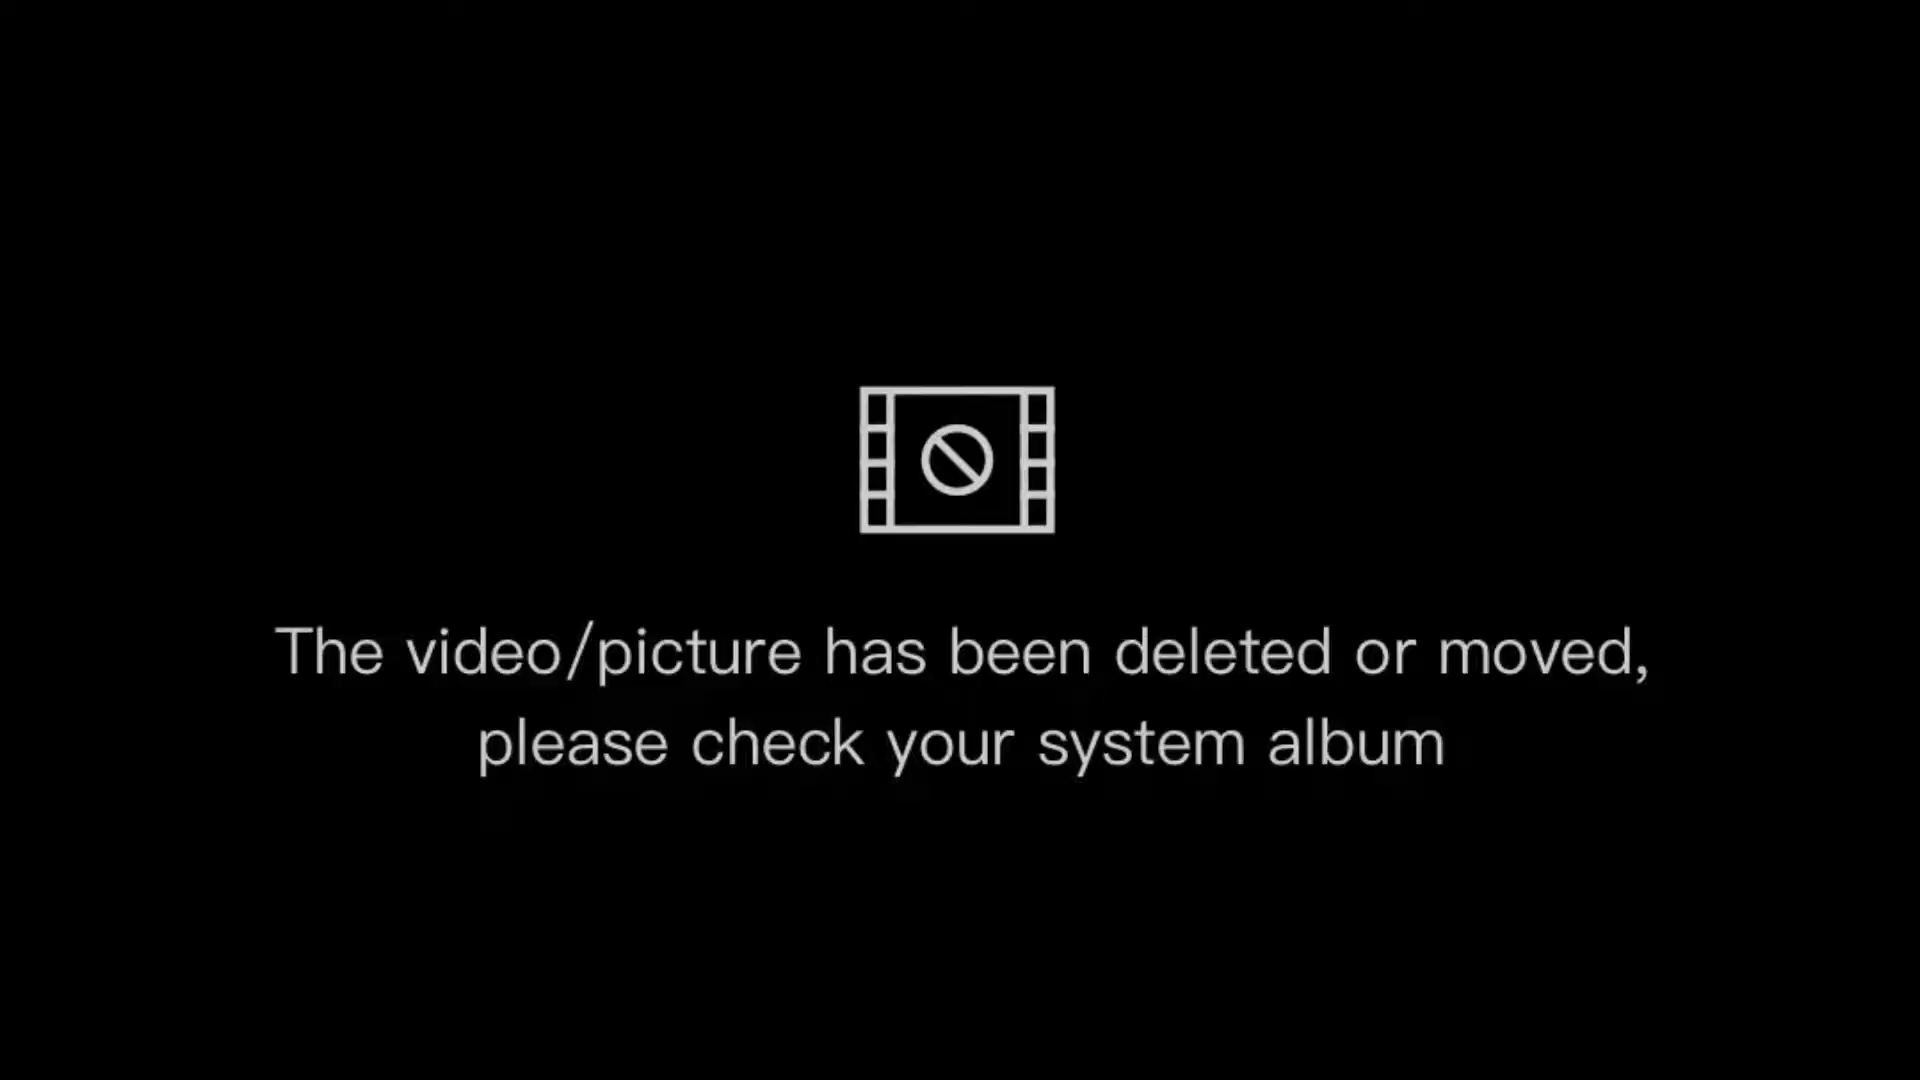 The video/picture has been deleted or moved,
please check your system album